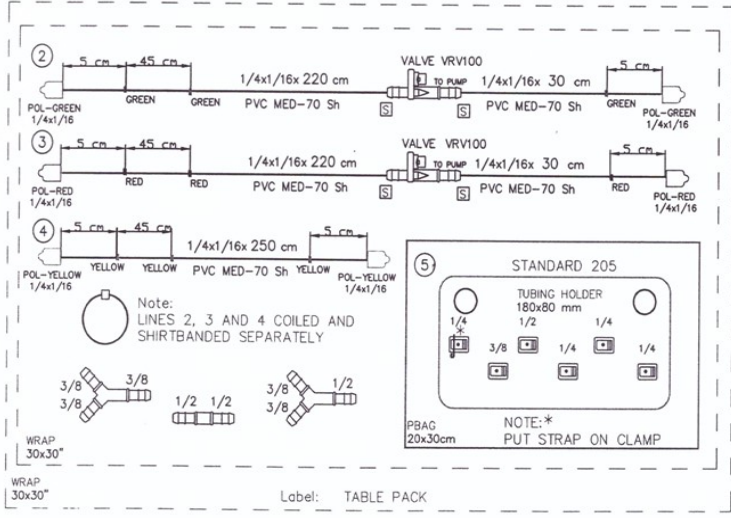 2
5 cm
45 cm
1/4x1/16x 220 cm
VALVE VRV100
TO PUMP
1/4x1/16x 30 cm
5 cm
GREEN
GREEN
PVC MED-70 Sh
S
S
PVC MED-70 Sh
GREEN
POL-GREEN
1/4x1/16
POL-GREEN
1/4x1/16
3
5 cm
45 cm
1/4x1/16x 220 cm
VALVE VRV100
TO PUMP
1/4x1/16x 30 cm
5 cm
RED
RED
PVC MED-70 Sh
S
S
PVC MED-70 Sh
RED
POL-RED
1/4x1/16
POL-RED
1/4x1/16
4
5 cm
45 cm
1/4x1/16x 250 cm
5 cm
YELLOW
YELLOW
PVC MED-70 Sh
YELLOW
POL-YELLOW
1/4x1/16
POL-YELLOW
1/4x1/16
Note:
LINES 2, 3 AND 4 COILED AND
SHIRTBANDED SEPARATELY
5
STANDARD 205
TUBING HOLDER
180x80 mm
1/4
1/2
1/4
*
3/8
1/4
1/4
PBAG
20x30cm
NOTE:*
PUT STRAP ON CLAMP
3/8
3/8
3/8
1/2
1/2
3/8
1/2
3/8
WRAP
30x30"
WRAP
30x30"
Label: TABLE PACK